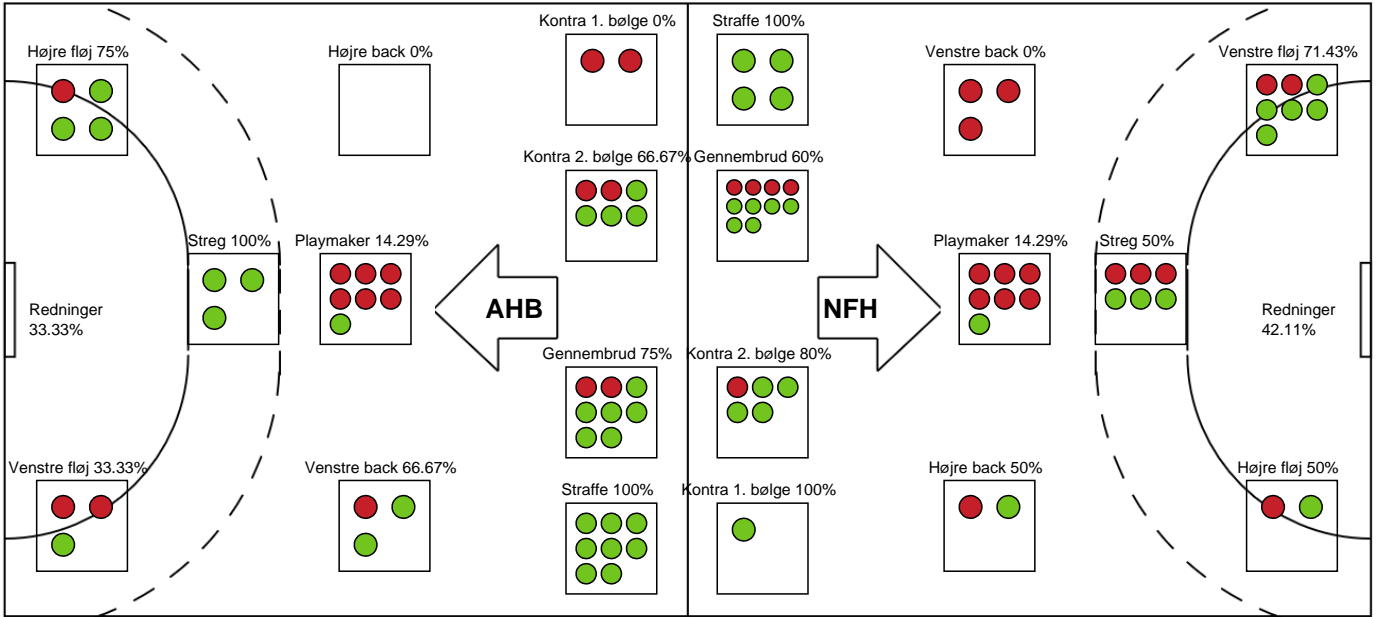 Kontra 1. bølge 0%
Straffe 100%
Højre fløj 75%
Højre back 0%
Venstre back 0%
Venstre fløj 71.43%
Kontra 2. bølge 66.67%
Gennembrud 60%
Streg 100%
Playmaker 14.29%
Playmaker 14.29%
Streg 50%
Redninger
33.33%
AHB
NFH
Redninger
42.11%
Gennembrud 75%
Kontra 2. bølge 80%
Venstre fløj 33.33%
Venstre back 66.67%
Højre back 50%
Højre fløj 50%
Straffe 100%
Kontra 1. bølge 100%